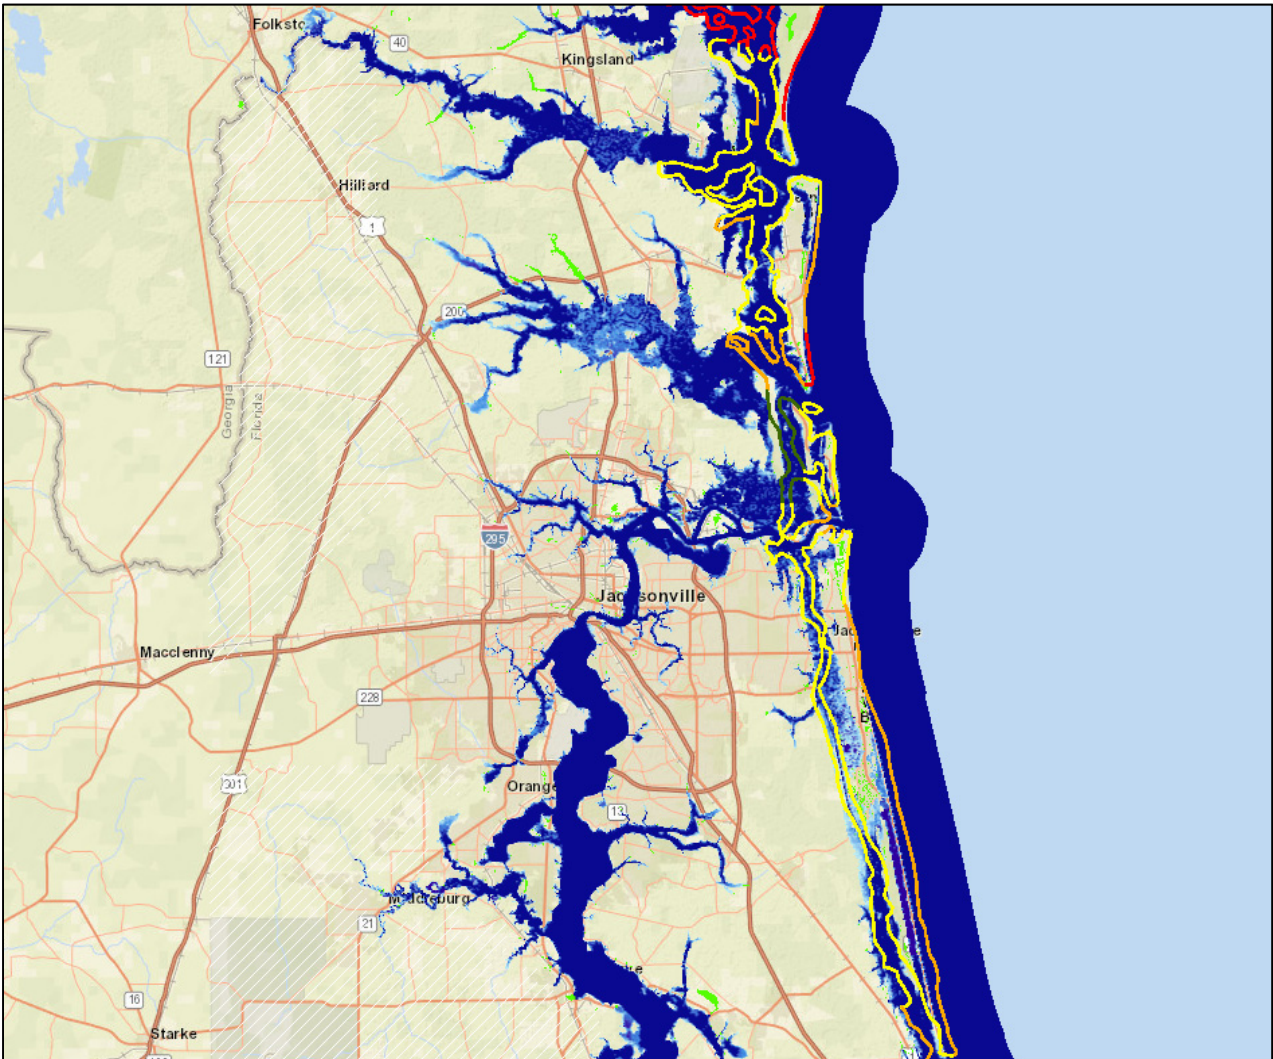 Folksto
40
Kingsland
Hilliard
1
200
121
Georgia
Florida
295
Jacksonville
Macclenny
228
301
Orange
13
Middleburg
21
16
Starke